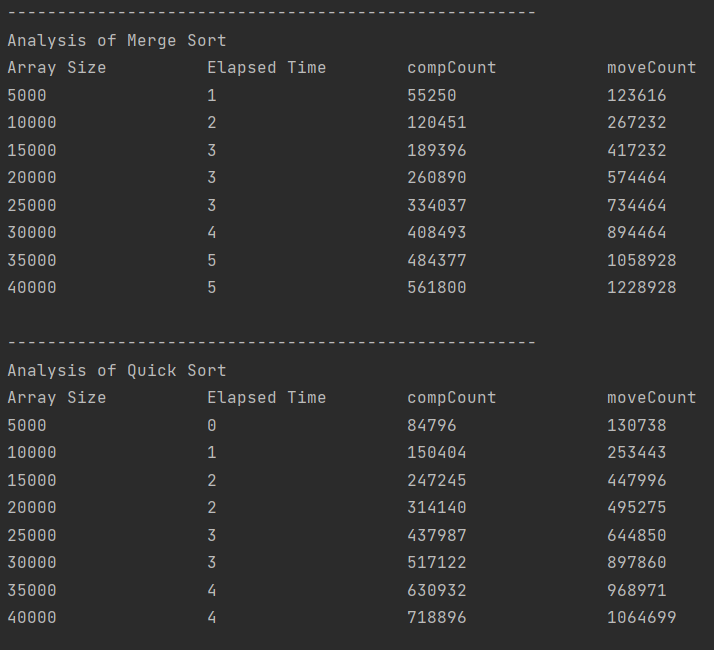 -----------------------------------------------------
Analysis of Merge Sort
Array Size          Elapsed Time        compCount           moveCount
5000                1                   55250               123616
10000               2                   120451              267232
15000               3                   189396              417232
20000               3                   260890              574464
25000               3                   334037              734464
30000               4                   408493              894464
35000               5                   484377              1058928
40000               5                   561800              1228928

-----------------------------------------------------
Analysis of Quick Sort
Array Size          Elapsed Time        compCount           moveCount
5000                0                   84796               130738
10000               1                   150404              253443
15000               2                   247245              447996
20000               2                   314140              495275
25000               3                   437987              644850
30000               3                   517122              897860
35000               4                   630932              968971
40000               4                   718896              1064699